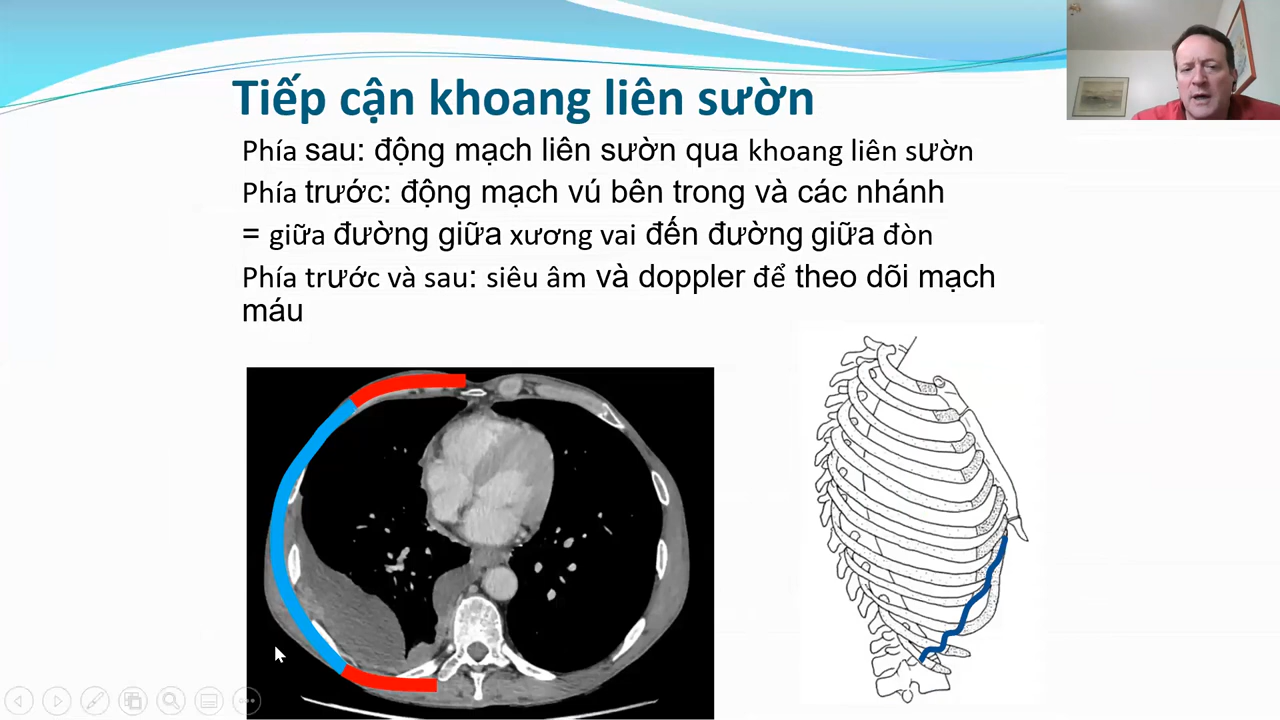 Tiếp cận khoang liên sườn
Phía sau: động mạch liên sườn qua khoang liên sườn
Phía trước: động mạch vú bên trong và các nhánh
= giữa đường giữa xương vai đến đường giữa đòn
Phía trước và sau: siêu âm và doppler để theo dõi mạch
máu